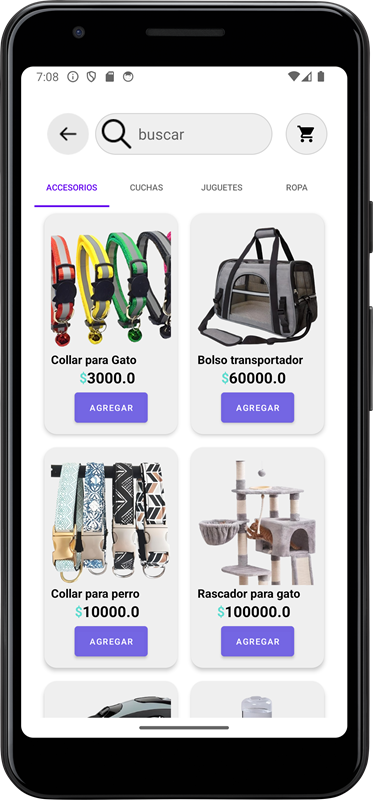 7:08
buscar
ACCESORIOS CUCHAS JUGUETES ROPA
Collar para Gato
$3000.0
AGREGAR
Bolso transportador
$60000.0
AGREGAR
Collar para perro
$10000.0
AGREGAR
Rascador para gato
$100000.0
AGREGAR